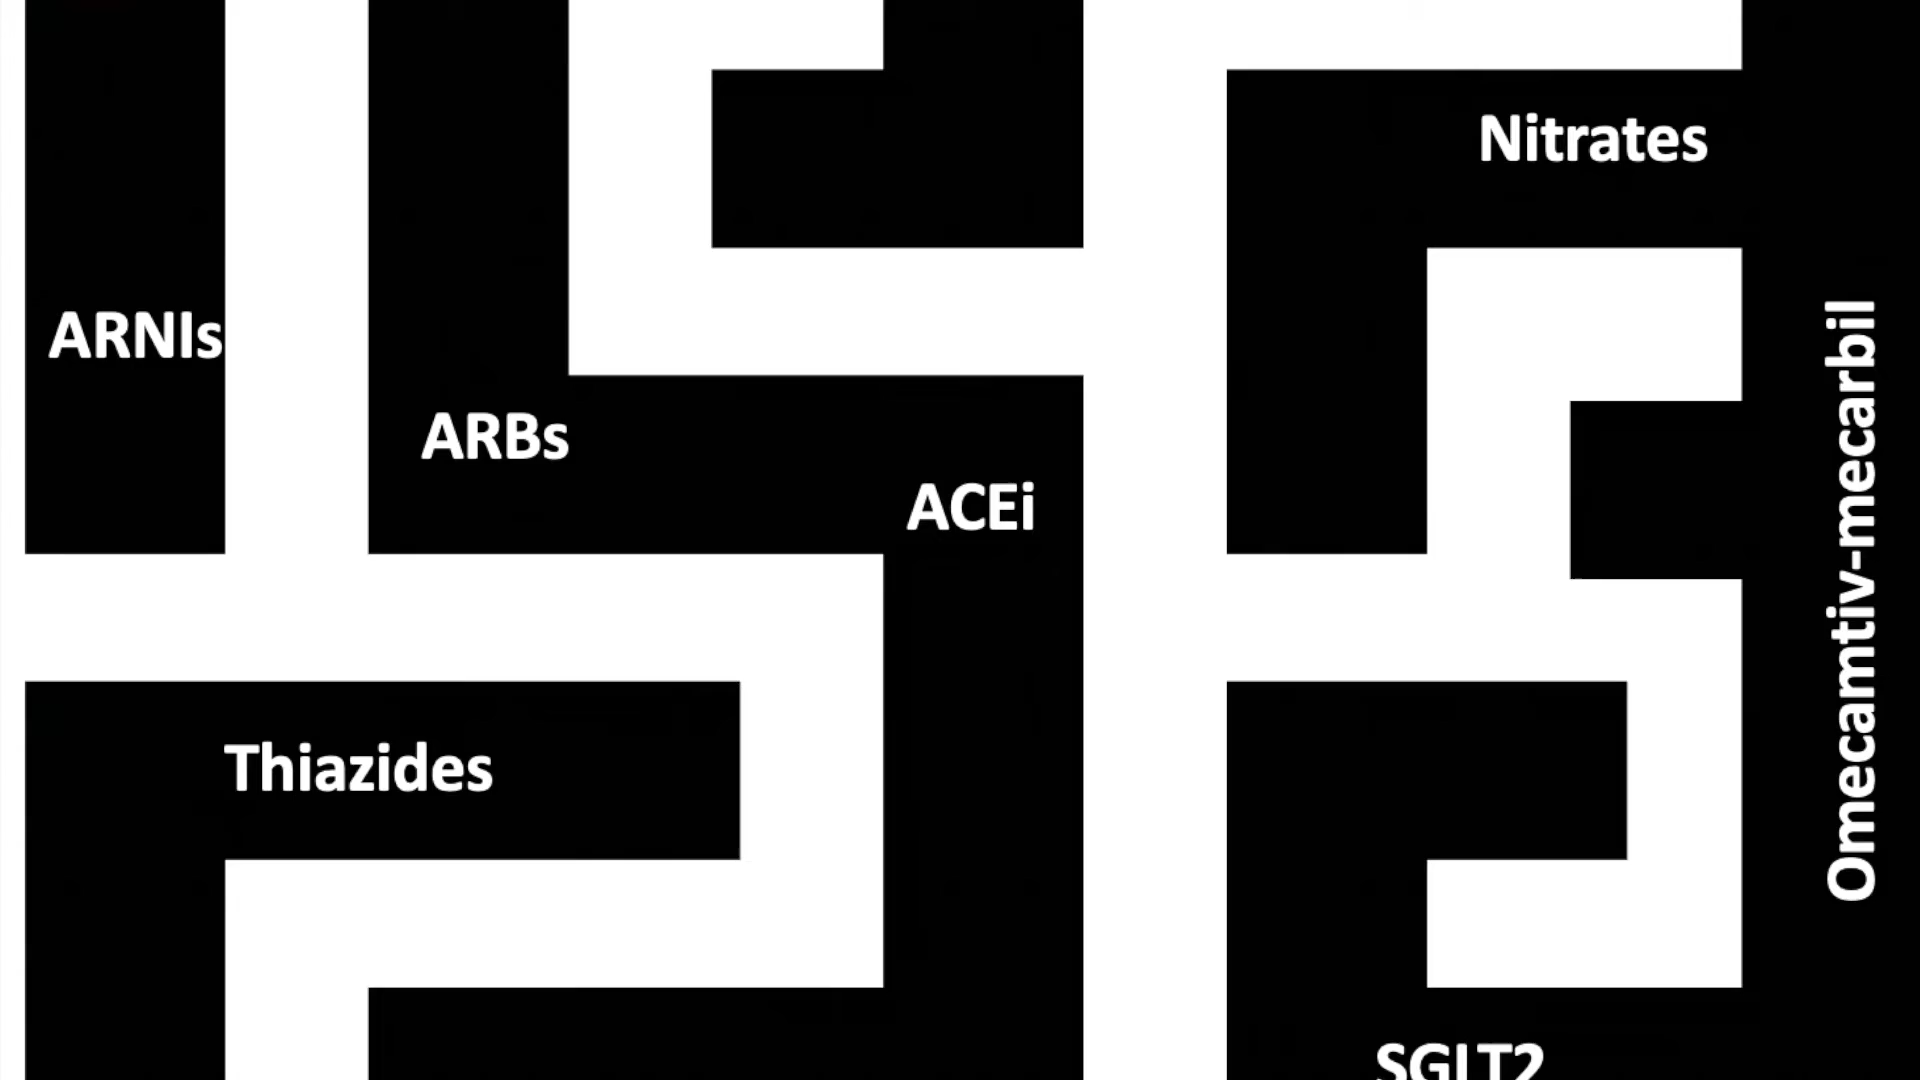 Nitrates
ARNIs
ARBs
ACEi
Omecamtiv-mecarbil
Thiazides
SGLT2